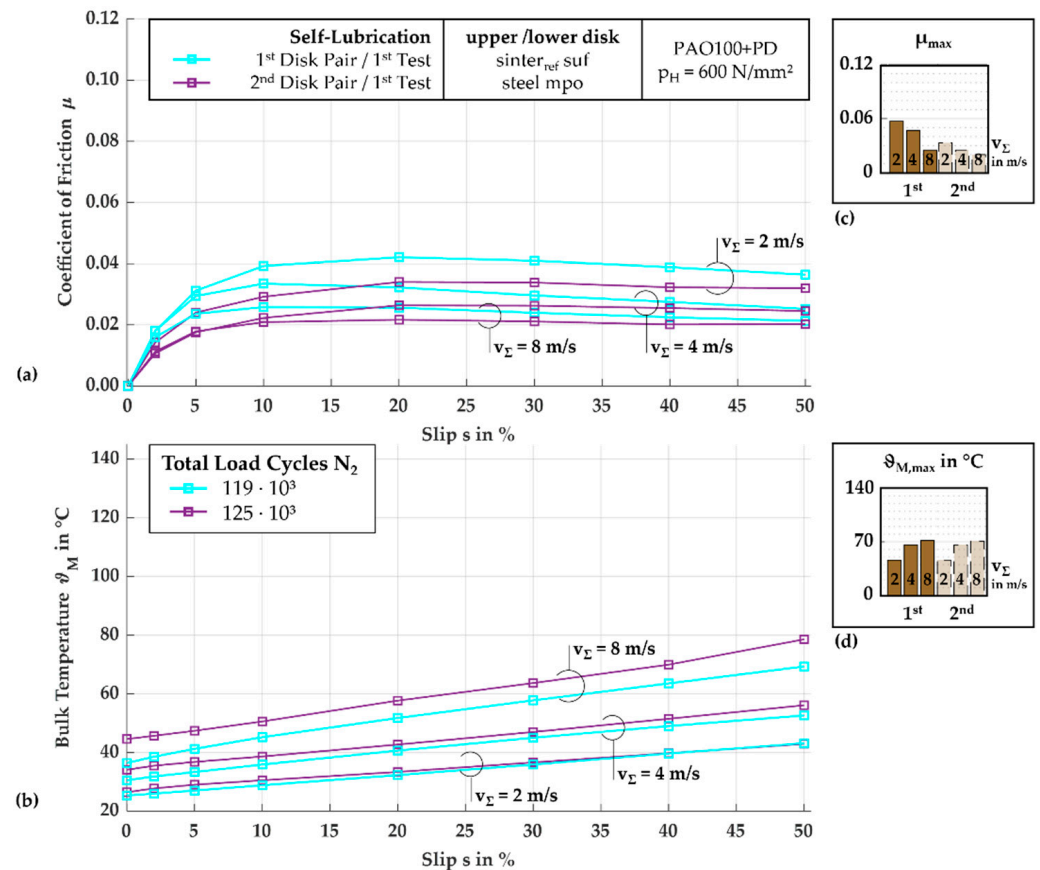 Self-Lubrication
1st Disk Pair / 1st Test
2nd Disk Pair / 1st Test
upper /lower disk
sinterref suf
steel mpo
PAO100+PD
pH = 600 N/mm²
Coefficient of Friction μ
0.12
0.10
0.08
0.06
0.04
0.02
0.00
vΣ = 2 m/s
vΣ = 8 m/s
vΣ = 4 m/s
(a)
0 5 10 15 20 25 30 35 40 45 50
Slip s in %
μmax
0.12
0.06
0
2 4 8 2 4 8
vΣ
in m/s
1st 2nd
(c)
Total Load Cycles N2
119 · 10³
125 · 10³
Bulk Temperature ϑM in °C
140
120
100
80
60
40
20
vΣ = 8 m/s
vΣ = 4 m/s
vΣ = 2 m/s
(b)
0 5 10 15 20 25 30 35 40 45 50
Slip s in %
ϑM,max in °C
140
70
0
2 4 8 2 4 8
vΣ
in m/s
1st 2nd
(d)